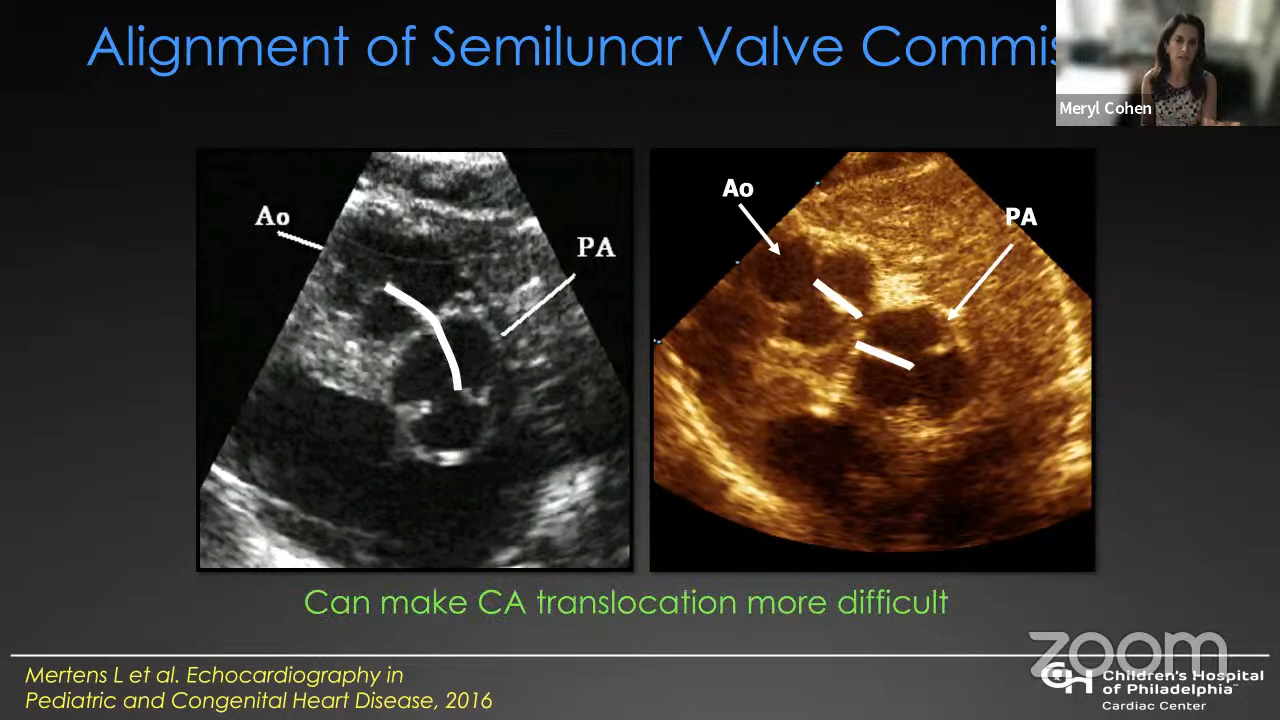 Alignment of Semilunar Valve Commis
Meryl Cohen
Ao
PA
Ao
PA
Can make CA translocation more difficult
Mertens L et al. Echocardiography in
Pediatric and Congenital Heart Disease, 2016
zoom
Children's Hospital
of Philadelphia™
Cardiac Center